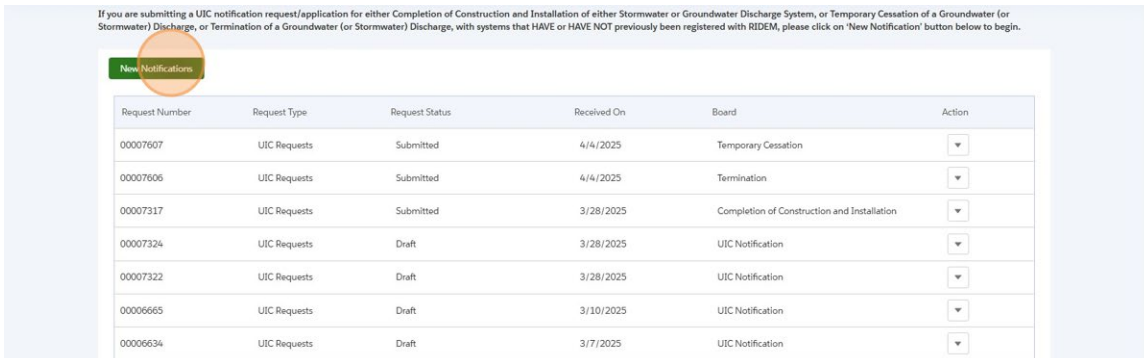 If you are submitting a UIC notification request/application for either Completion of Construction and Installation of either Stormwater or Groundwater Discharge System, or Temporary Cessation of a Groundwater (or
Stormwater) Discharge, or Termination of a Groundwater (or Stormwater) Discharge, with systems that HAVE or HAVE NOT previously been registered with RIDEM, please click on 'New Notification' button below to begin.
New Notifications
Request Number Request Type Request Status Received On Board Action
00007607 UIC Requests Submitted 4/4/2025 Temporary Cessation
00007606 UIC Requests Submitted 4/4/2025 Termination
00007317 UIC Requests Submitted 3/28/2025 Completion of Construction and Installation
00007324 UIC Requests Draft 3/28/2025 UIC Notification
00007322 UIC Requests Draft 3/28/2025 UIC Notification
00006665 UIC Requests Draft 3/10/2025 UIC Notification
00006634 UIC Requests Draft 3/7/2025 UIC Notification